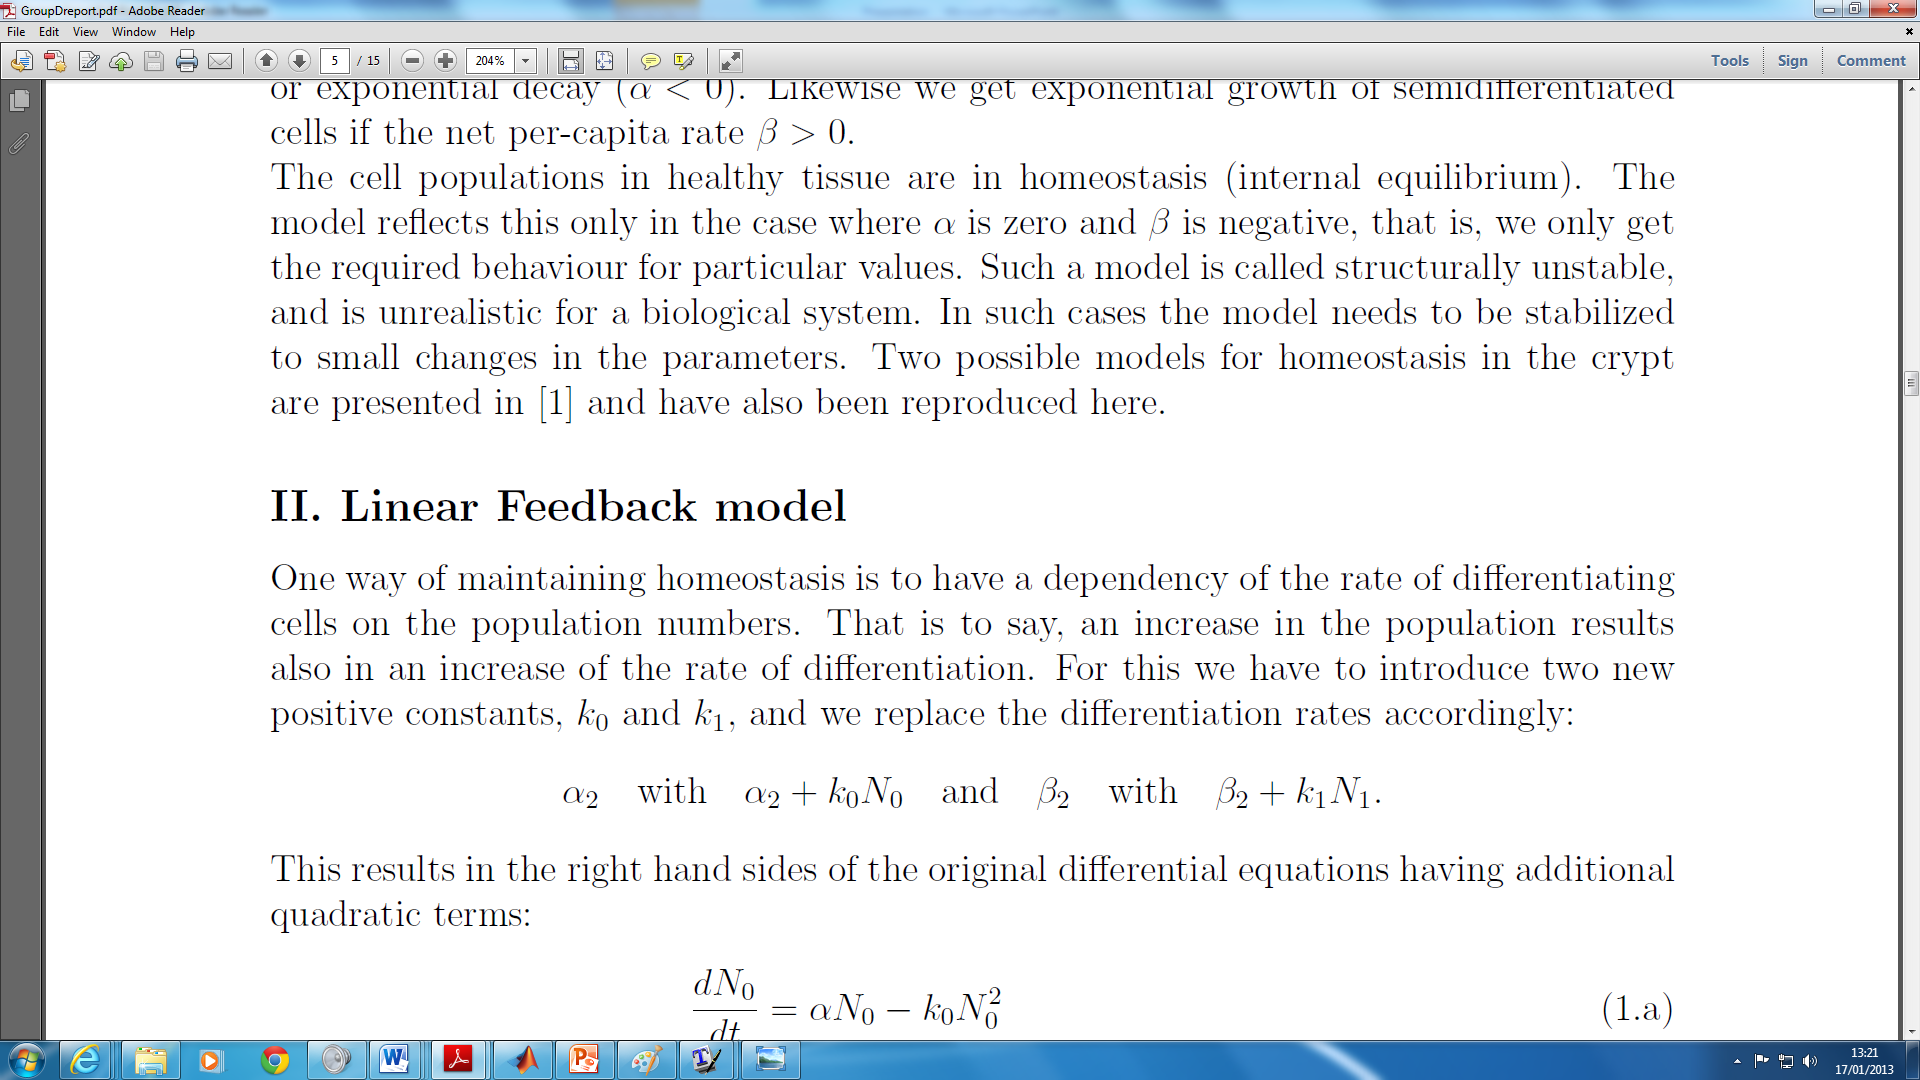 GroupDreport.pdf - Adobe Reader
File Edit View Window Help
5 / 15 204% Tools Sign Comment
or exponential decay (α < 0). Likewise we get exponential growth of semidifferentiated
cells if the net per-capita rate β > 0.
The cell populations in healthy tissue are in homeostasis (internal equilibrium). The
model reflects this only in the case where α is zero and β is negative, that is, we only get
the required behaviour for particular values. Such a model is called structurally unstable,
and is unrealistic for a biological system. In such cases the model needs to be stabilized
to small changes in the parameters. Two possible models for homeostasis in the crypt
are presented in [1] and have also been reproduced here.
II. Linear Feedback model
One way of maintaining homeostasis is to have a dependency of the rate of differentiating
cells on the population numbers. That is to say, an increase in the population results
also in an increase of the rate of differentiation. For this we have to introduce two new
positive constants, k₀ and k₁, and we replace the differentiation rates accordingly:
α₂ with α₂ + k₀N₀ and β₂ with β₂ + k₁N₁.
This results in the right hand sides of the original differential equations having additional
quadratic terms:
dN₀/dt = αN₀ − k₀N₀² (1.a)
13:21
17/01/2013